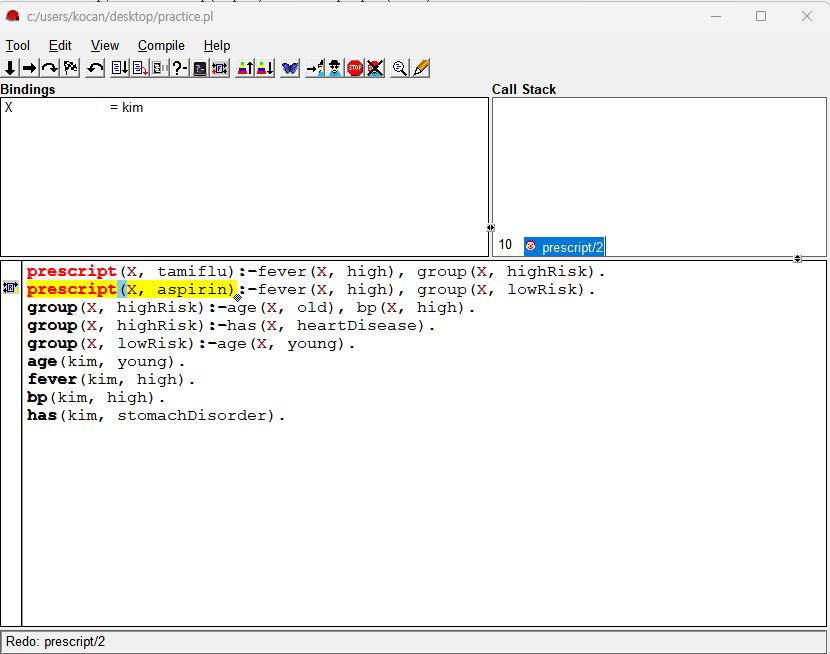 c:/users/kocan/desktop/practice.pl
Tool Edit View Compile Help
STOP
Bindings
Call Stack
X = kim
10 prescript/2
prescript(X, tamiflu):-fever(X, high), group(X, highRisk).
prescript(X, aspirin):-fever(X, high), group(X, lowRisk).
group(X, highRisk):-age(X, old), bp(X, high).
group(X, highRisk):-has(X, heartDisease).
group(X, lowRisk):-age(X, young).
age(kim, young).
fever(kim, high).
bp(kim, high).
has(kim, stomachDisorder).
Redo: prescript/2